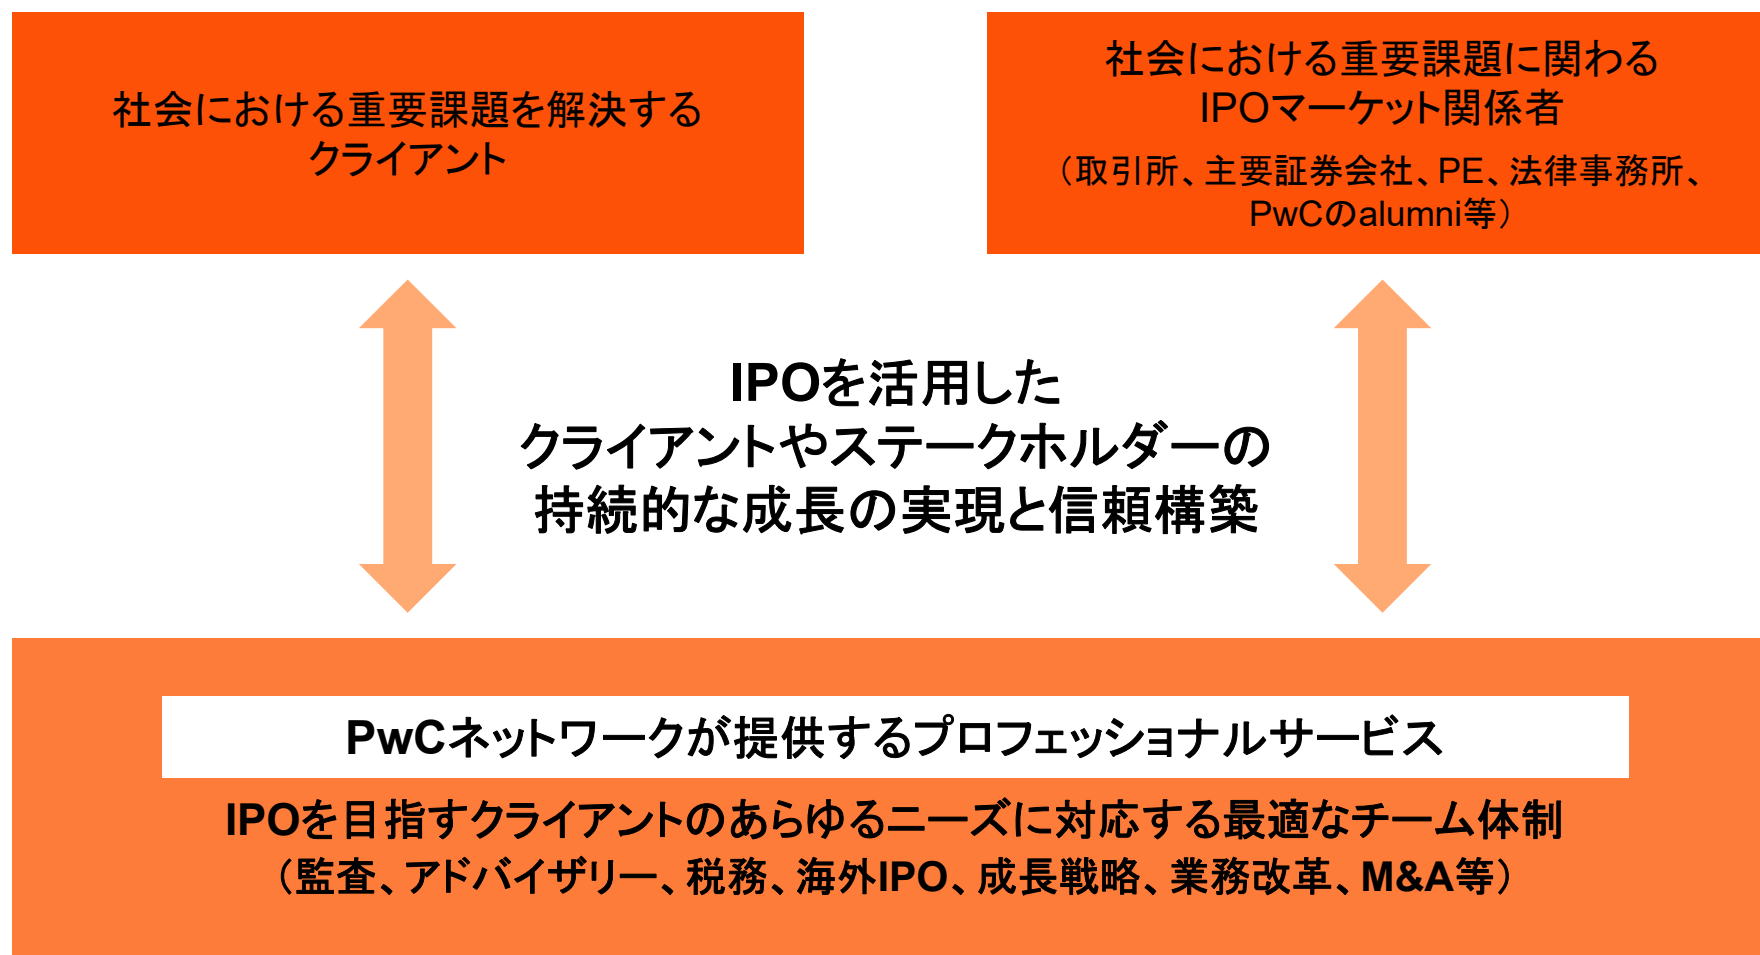 社会における重要課題を解決する
クライアント
社会における重要課題に関わる
IPOマーケット関係者
（取引所、主要証券会社、PE、法律事務所、
PwCのalumni等）
IPOを活用した
クライアントやステークホルダーの
持続的な成長の実現と信頼構築
PwCネットワークが提供するプロフェッショナルサービス
IPOを目指すクライアントのあらゆるニーズに対応する最適なチーム体制
（監査、アドバイザリー、税務、海外IPO、成長戦略、業務改革、M&A等）